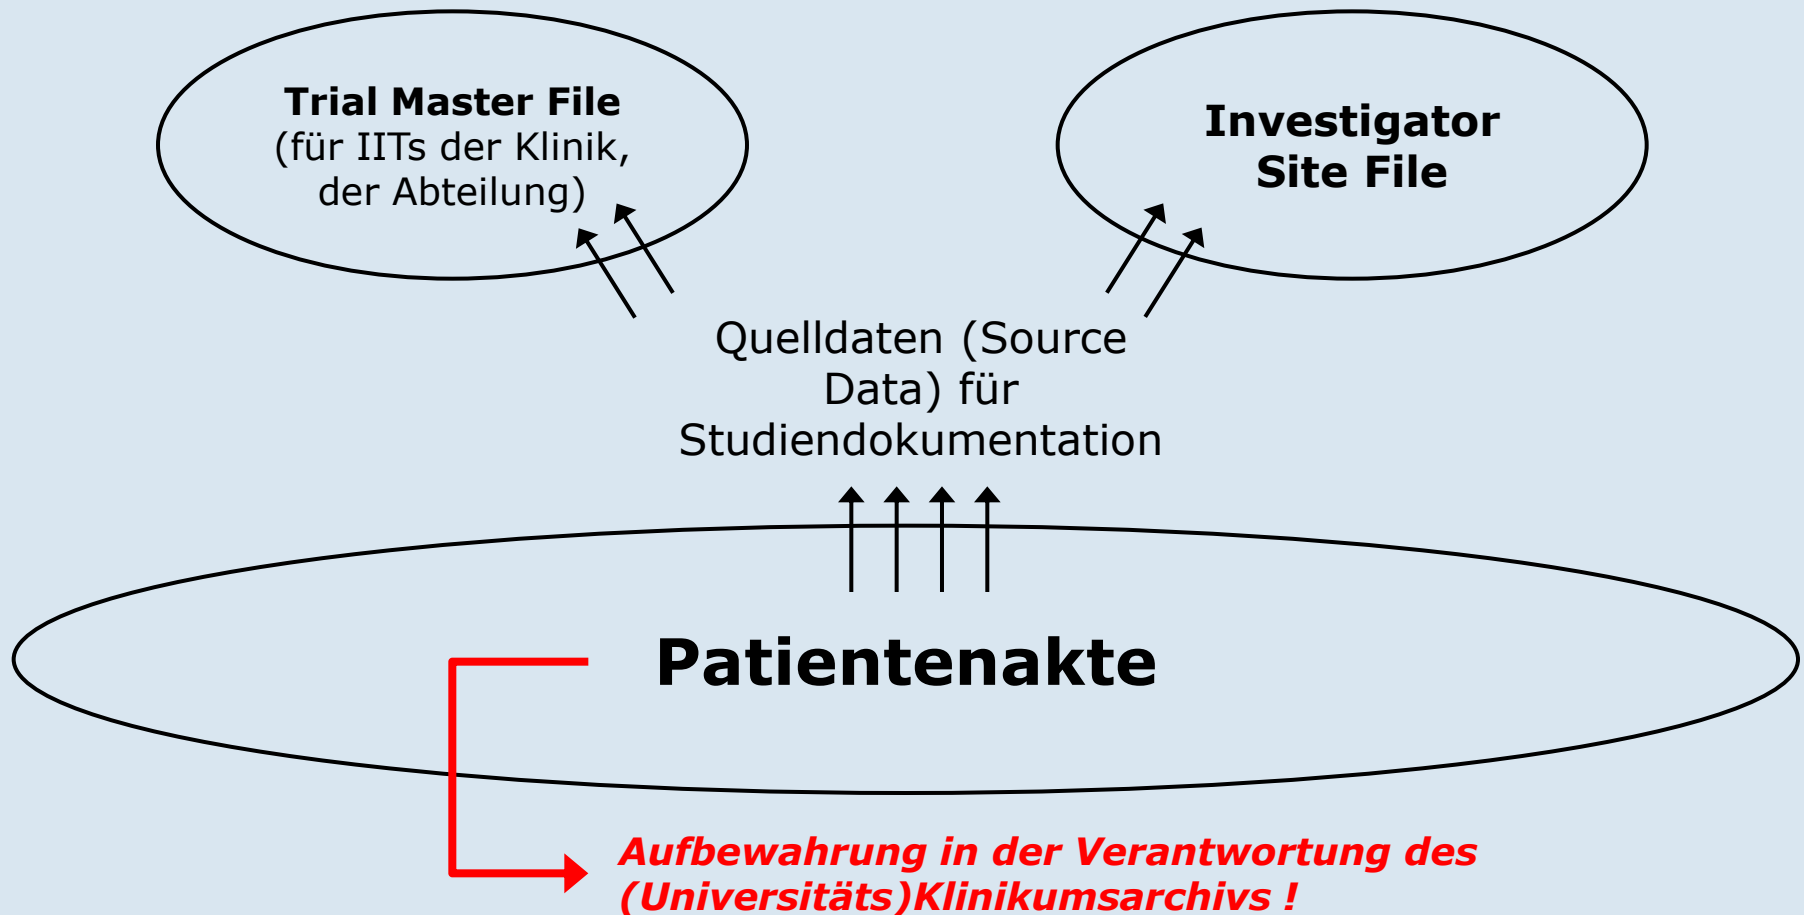 Trial Master File
(für IITs der Klinik,
der Abteilung)
Investigator
Site File
Quelldaten (Source
Data) für
Studiendokumentation
Patientenakte
Aufbewahrung in der Verantwortung des
(Universitäts)Klinikumsarchivs !